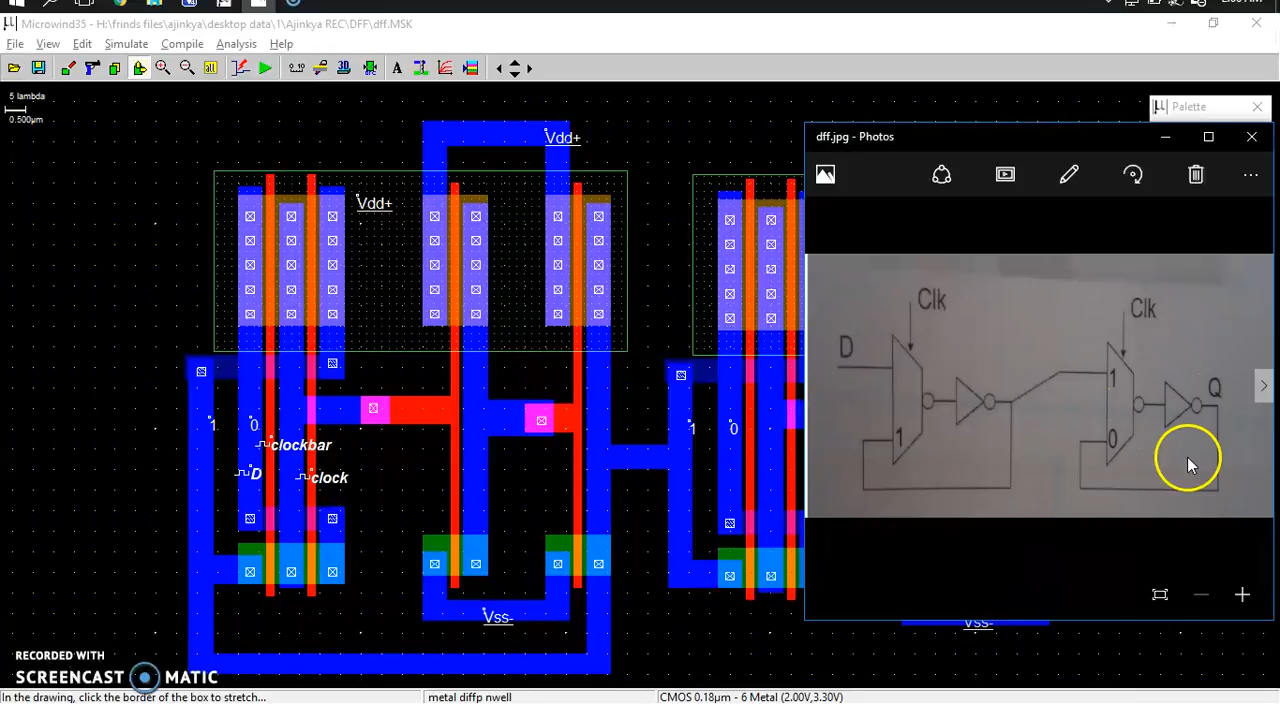 Microwind35 - H:\frinds files\ajinkya\desktop data\1\Ajinkya REC\DFF\dff.MSK
File View Edit Simulate Compile Analysis Help
5 lambda
0.500µm
Palette
dff.jpg - Photos
Vdd+
Vdd+
Clk
Clk
D
1
Q
1
0
1 0
1 0
clockbar
D
clock
Vss-
Vss-
RECORDED WITH
SCREENCAST MATIC
In the drawing, click the border of the box to stretch...
metal diffp nwell
CMOS 0.18µm - 6 Metal (2.00V,3.30V)